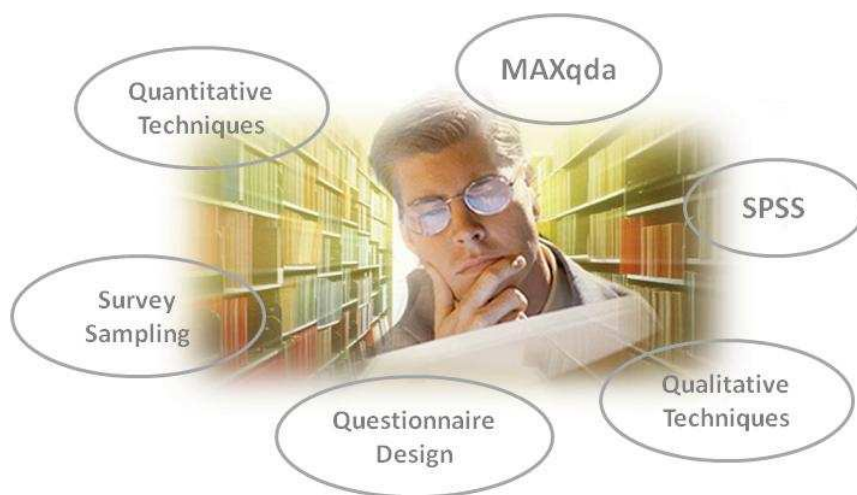 MAXqda
Quantitative
Techniques
SPSS
Survey
Sampling
Qualitative
Techniques
Questionnaire
Design